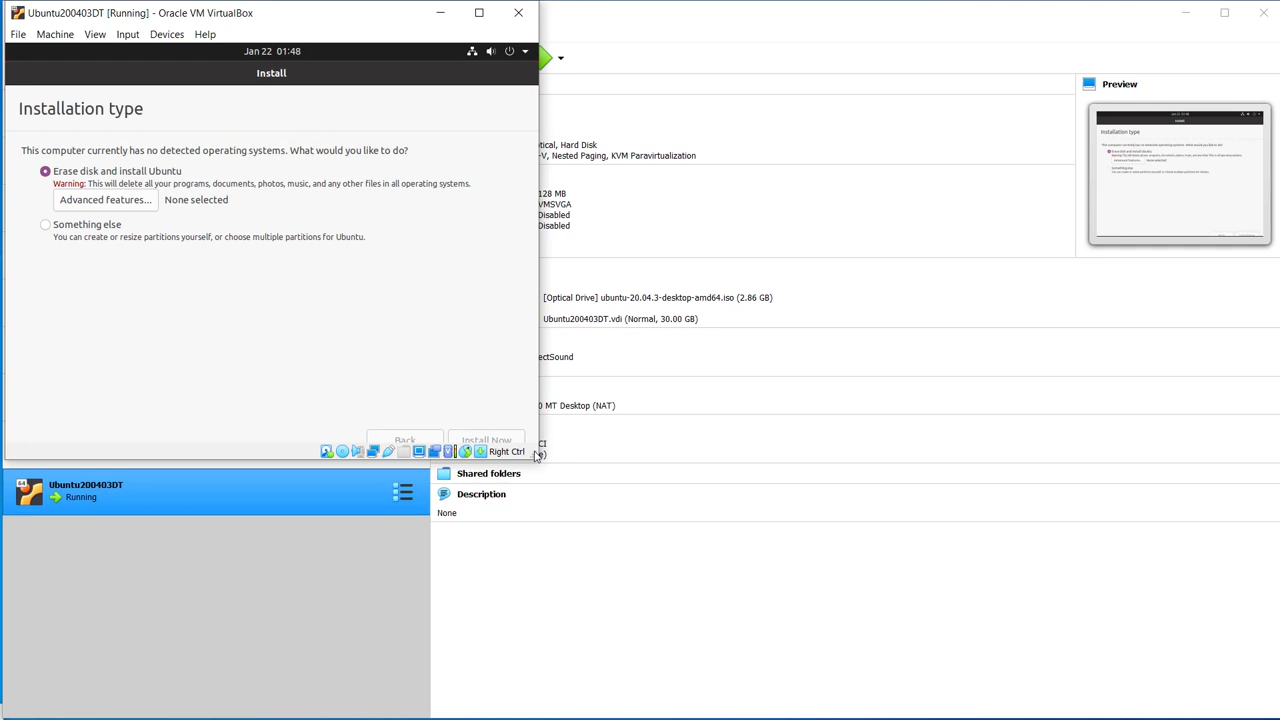 Ubuntu200403DT [Running] - Oracle VM VirtualBox
File Machine View Input Devices Help
Jan 22 01:48
Install
Installation type
This computer currently has no detected operating systems. What would you like to do?
Erase disk and install Ubuntu
Warning: This will delete all your programs, documents, photos, music, and any other files in all operating systems.
Advanced features... None selected
Something else
You can create or resize partitions yourself, or choose multiple partitions for Ubuntu.
Back Install Now
Right Ctrl
64
Ubuntu200403DT
Running
Preview
Installation type
ptical, Hard Disk
-V, Nested Paging, KVM Paravirtualization
128 MB
VMSVGA
Disabled
Disabled
[Optical Drive] ubuntu-20.04.3-desktop-amd64.iso (2.86 GB)
Ubuntu200403DT.vdi (Normal, 30.00 GB)
ectSound
0 MT Desktop (NAT)
CI
e)
Shared folders
Description
None